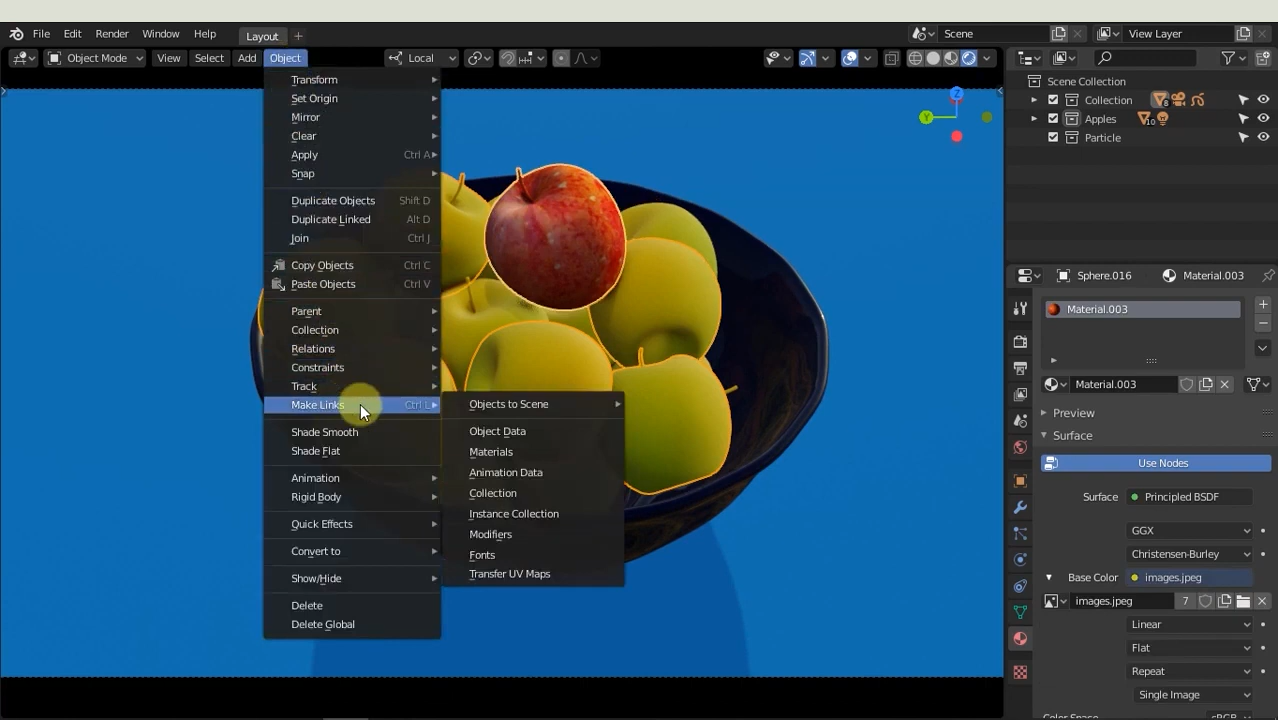 File Edit Render Window Help Layout + Scene View Layer
Object Mode View Select Add Object Local
Transform
Set Origin
Mirror
Clear
Apply Ctrl A
Snap
Duplicate Objects Shift D
Duplicate Linked Alt D
Join Ctrl J
Copy Objects Ctrl C
Paste Objects Ctrl V
Parent
Collection
Relations
Constraints
Track
Make Links Ctrl L
Shade Smooth
Shade Flat
Animation
Rigid Body
Quick Effects
Convert to
Show/Hide
Delete
Delete Global
Objects to Scene
Object Data
Materials
Animation Data
Collection
Instance Collection
Modifiers
Fonts
Transfer UV Maps
Z
Y
Scene Collection
Collection 8
Apples 10
Particle
Sphere.016 Material.003
Material.003
Material.003
Preview
Surface
Use Nodes
Surface Principled BSDF
GGX
Christensen-Burley
Base Color images.jpeg
images.jpeg 7
Linear
Flat
Repeat
Single Image
Color Space sRGB